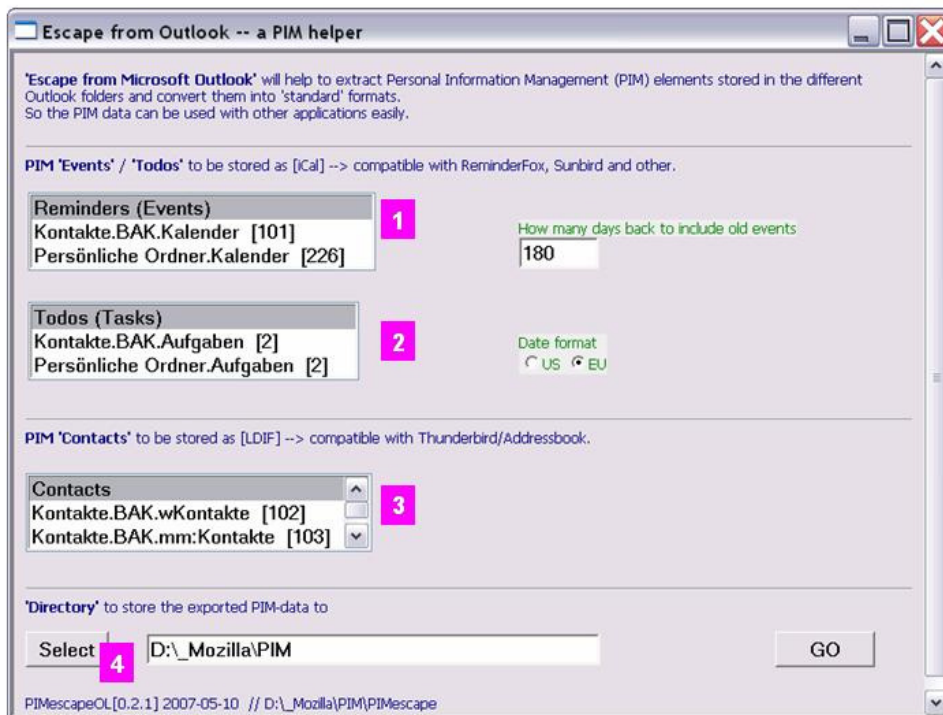 Escape from Outlook -- a PIM helper
'Escape from Microsoft Outlook' will help to extract Personal Information Management (PIM) elements stored in the different
Outlook folders and convert them into 'standard' formats.
So the PIM data can be used with other applications easily.
PIM 'Events' / 'Todos' to be stored as [iCal] --> compatible with ReminderFox, Sunbird and other.
Reminders (Events)
Kontakte.BAK.Kalender [101]
Persönliche Ordner.Kalender [226]
1
How many days back to include old events
180
Todos (Tasks)
Kontakte.BAK.Aufgaben [2]
Persönliche Ordner.Aufgaben [2]
2
Date format
US EU
PIM 'Contacts' to be stored as [LDIF] --> compatible with Thunderbird/Addressbook.
Contacts
Kontakte.BAK.wKontakte [102]
Kontakte.BAK.mm:Kontakte [103]
3
'Directory' to store the exported PIM-data to
Select 4 D:\_Mozilla\PIM GO
PIMescapeOL[0.2.1] 2007-05-10 // D:\_Mozilla\PIM\PIMescape